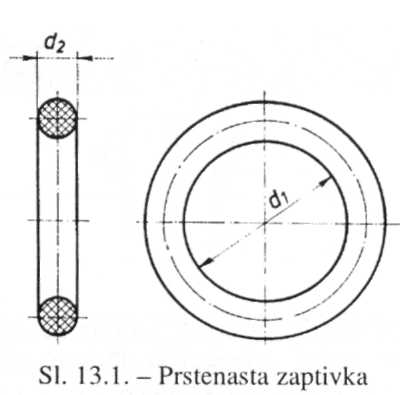 d2
d1
Sl. 13.1. – Prstenasta zaptivka